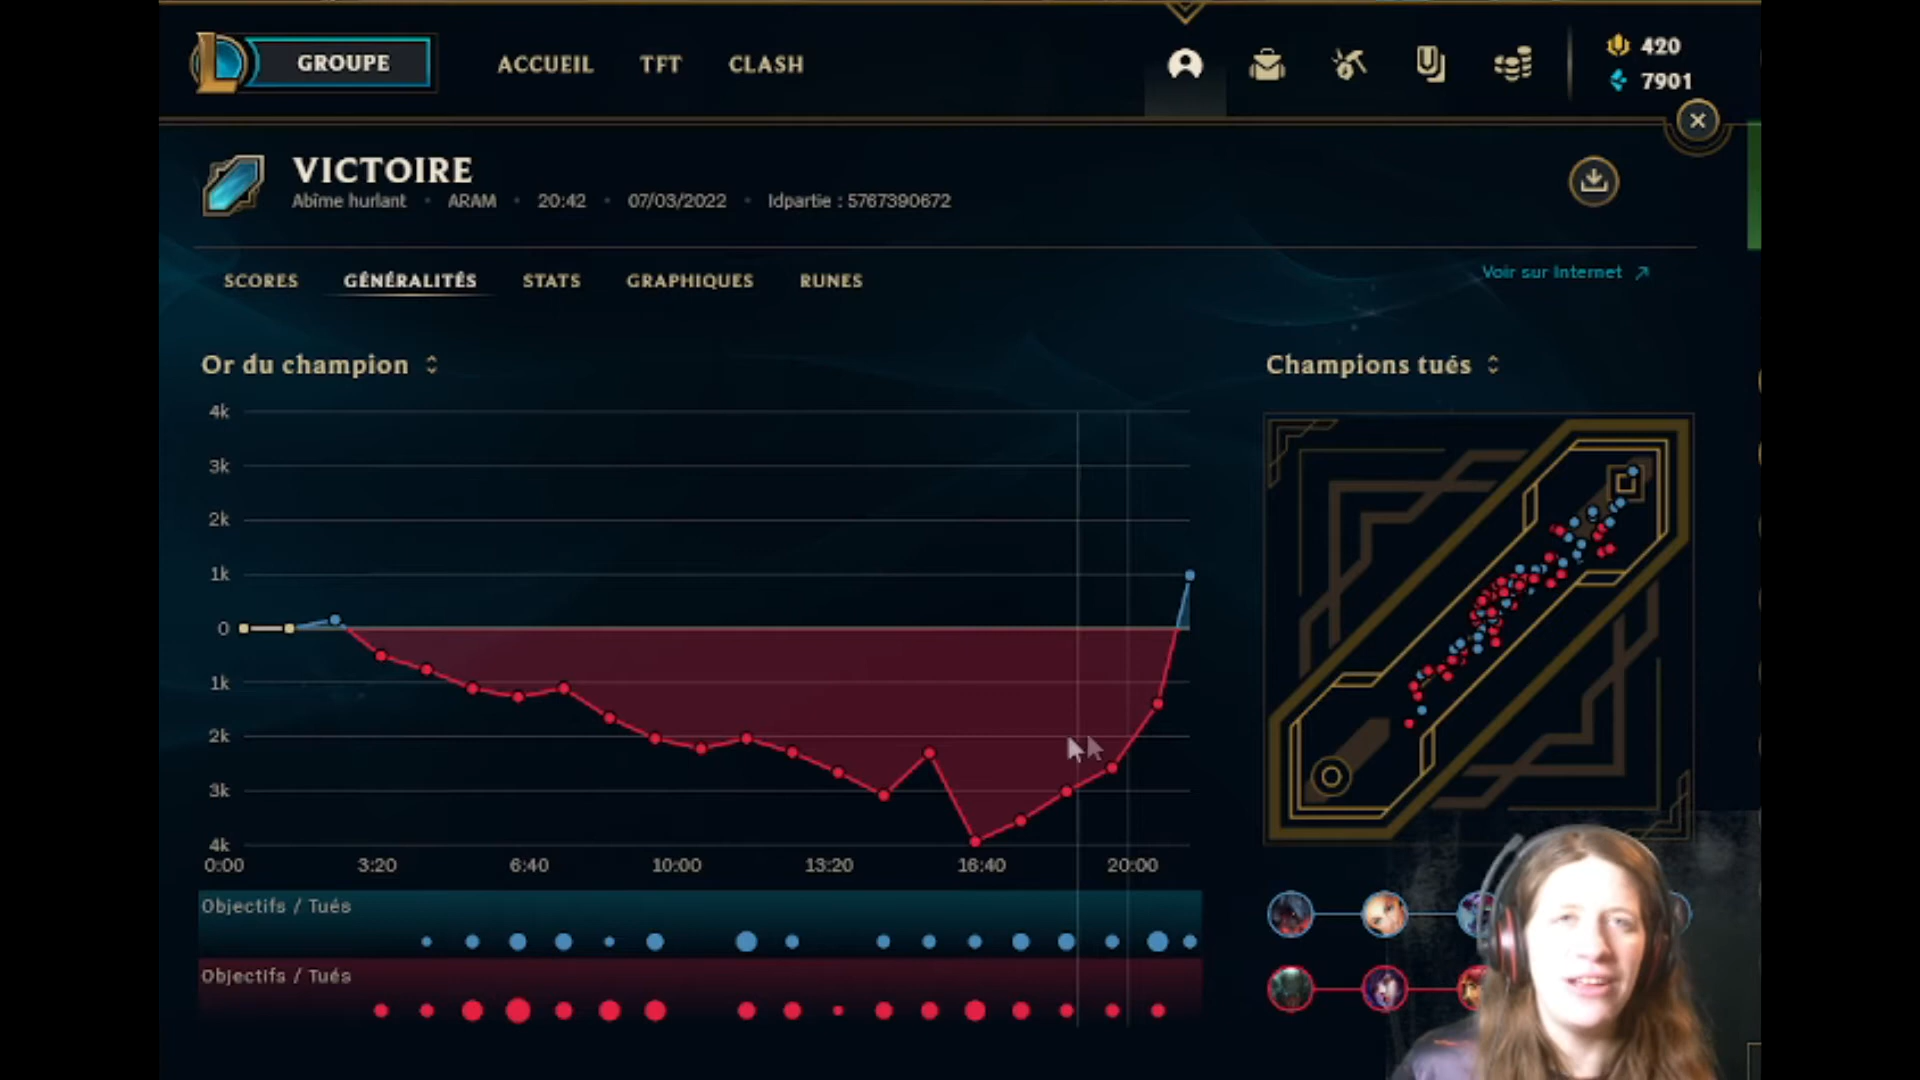 GROUPE
ACCUEIL
TFT
CLASH
420
7901
VICTOIRE
Abîme hurlant • ARAM • 20:42 • 07/03/2022 • Idpartie : 5767390672
SCORES
GÉNÉRALITÉS
STATS
GRAPHIQUES
RUNES
Voir sur Internet
Or du champion
Champions tués
4k
3k
2k
1k
0
1k
2k
3k
4k
0:00
3:20
6:40
10:00
13:20
16:40
20:00
Objectifs / Tués
Objectifs / Tués